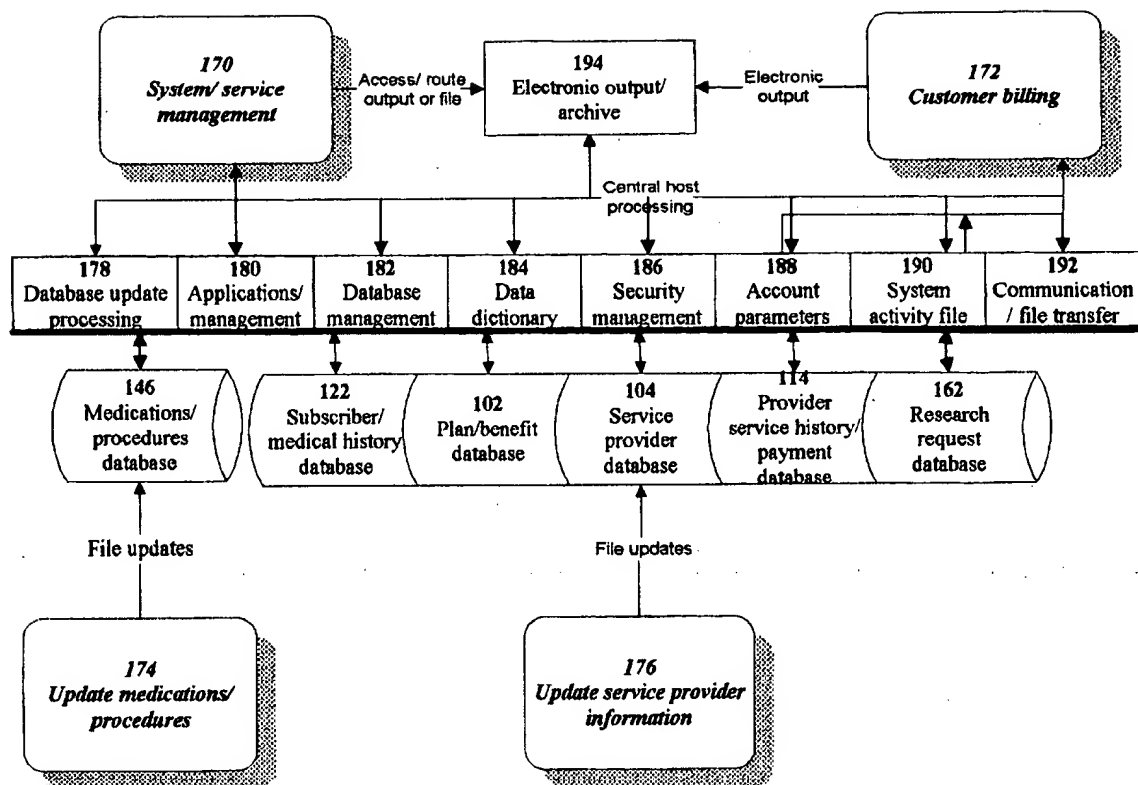 170
System/ service
management
Access/ route
output or file
194
Electronic output/
archive
Electronic
output
172
Customer billing
Central host
processing
178
Database update
processing
180
Applications/
management
182
Database
management
184
Data
dictionary
186
Security
management
188
Account
parameters
190
System
activity file
192
Communication
/ file transfer
146
Medications/
procedures
database
122
Subscriber/
medical history
database
102
Plan/benefit
database
104
Service
provider
database
114
Provider
service history/
payment
database
162
Research
request
database
File updates
File updates
174
Update medications/
procedures
176
Update service provider
information